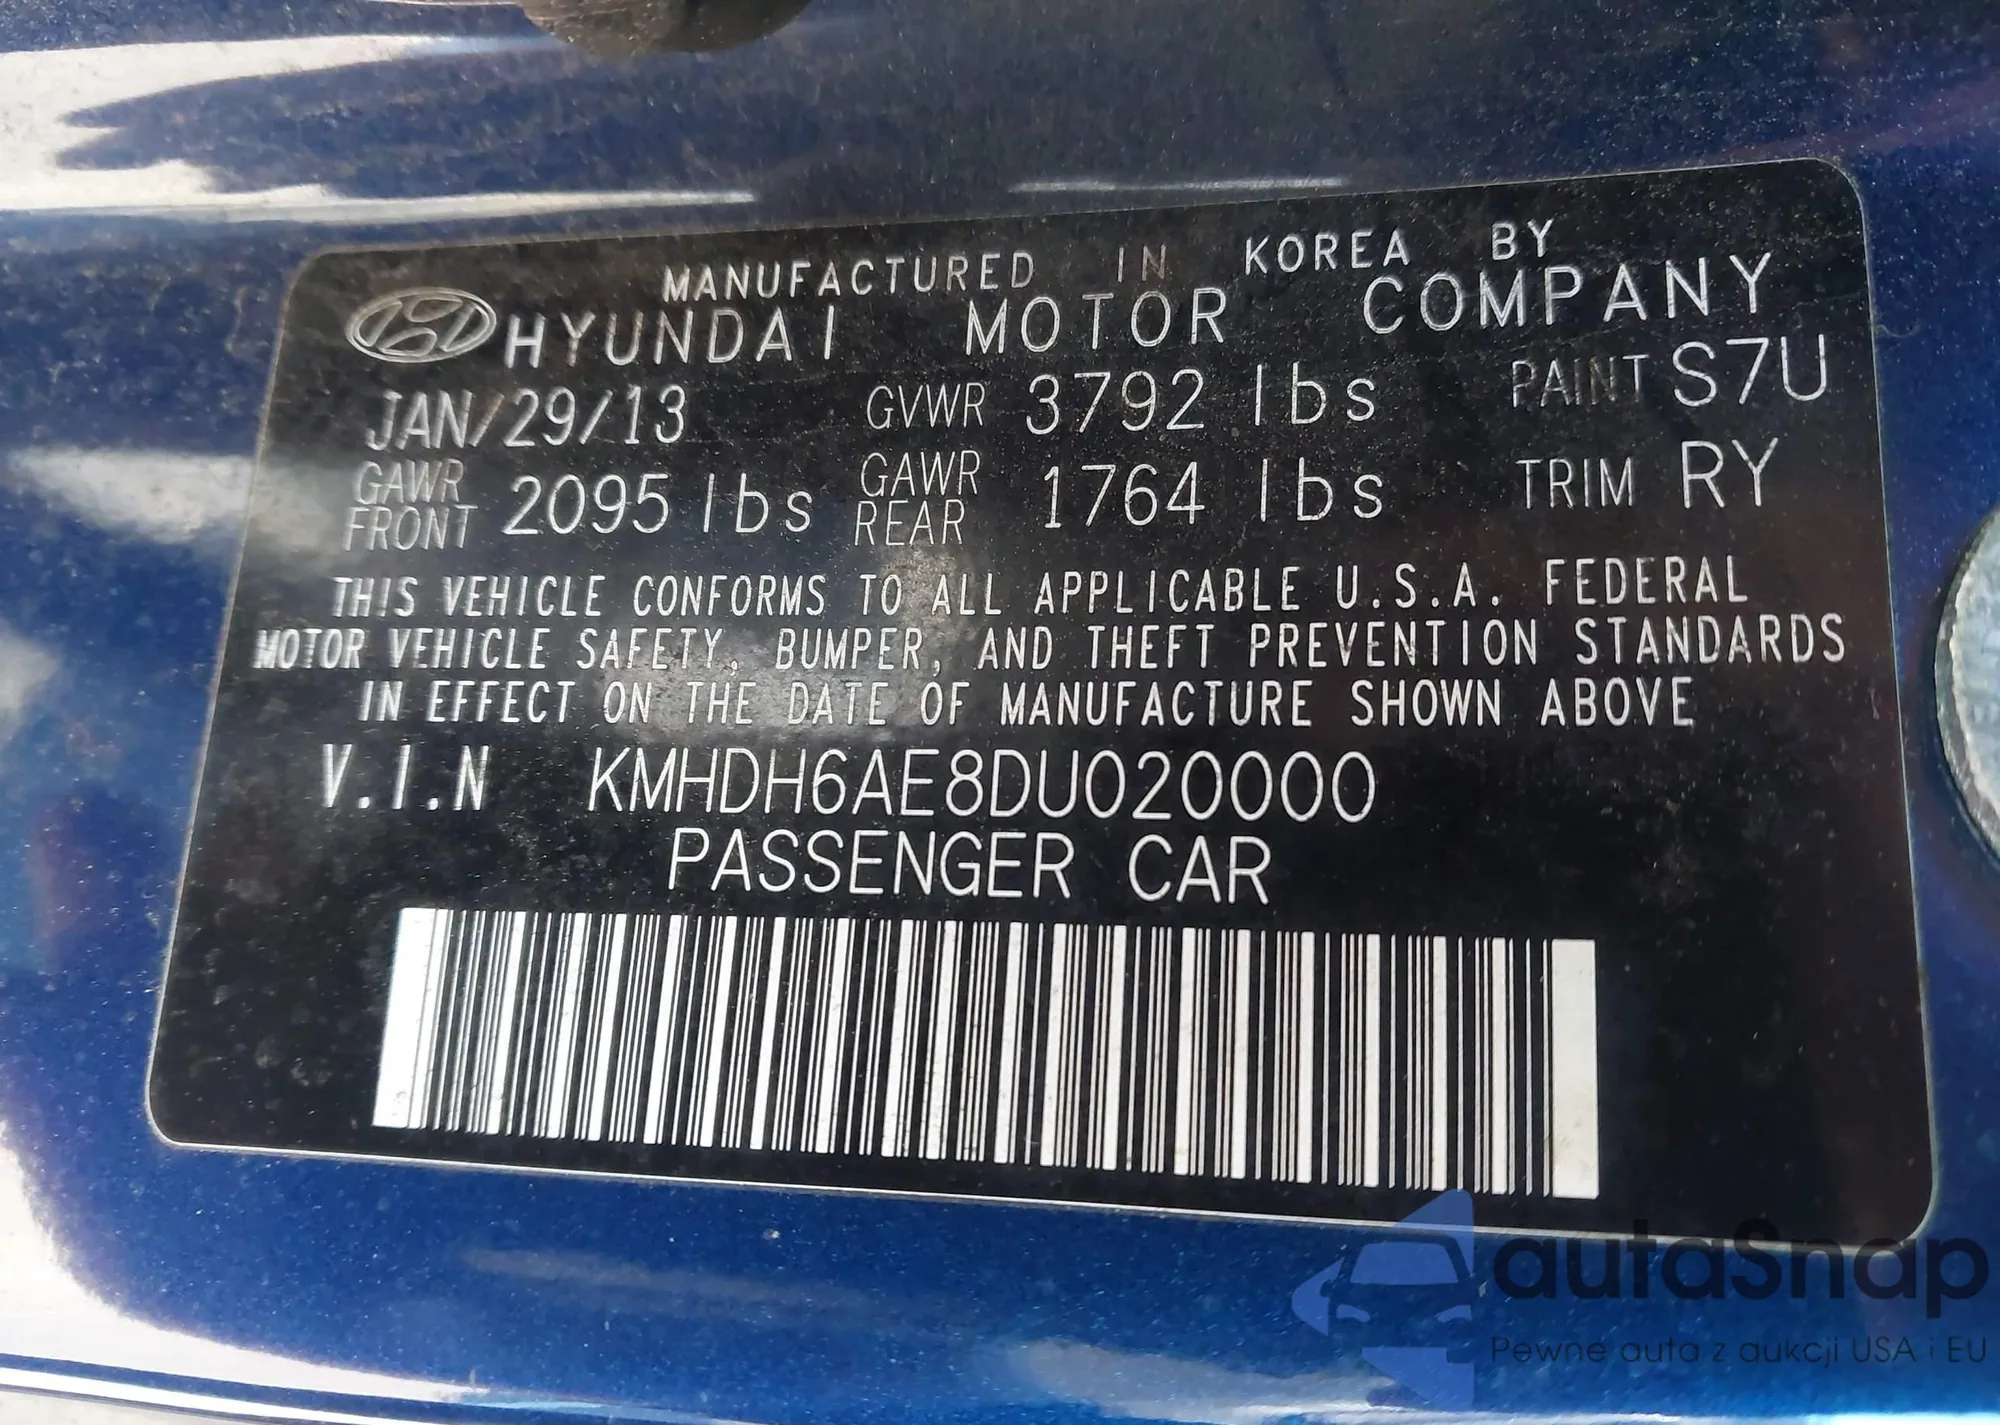 MANUFACTURED IN KOREA BY
HYUNDAI MOTOR COMPANY
JAN/29/13 GVWR 3792 lbs PAINT S7U
GAWR FRONT 2095 lbs GAWR REAR 1764 lbs TRIM RY
THIS VEHICLE CONFORMS TO ALL APPLICABLE U.S.A. FEDERAL
MOTOR VEHICLE SAFETY, BUMPER, AND THEFT PREVENTION STANDARDS
IN EFFECT ON THE DATE OF MANUFACTURE SHOWN ABOVE
V.I.N KMHDH6AE8DU020000
PASSENGER CAR
autaSnap
Pewne auta z aukcji USA i EU